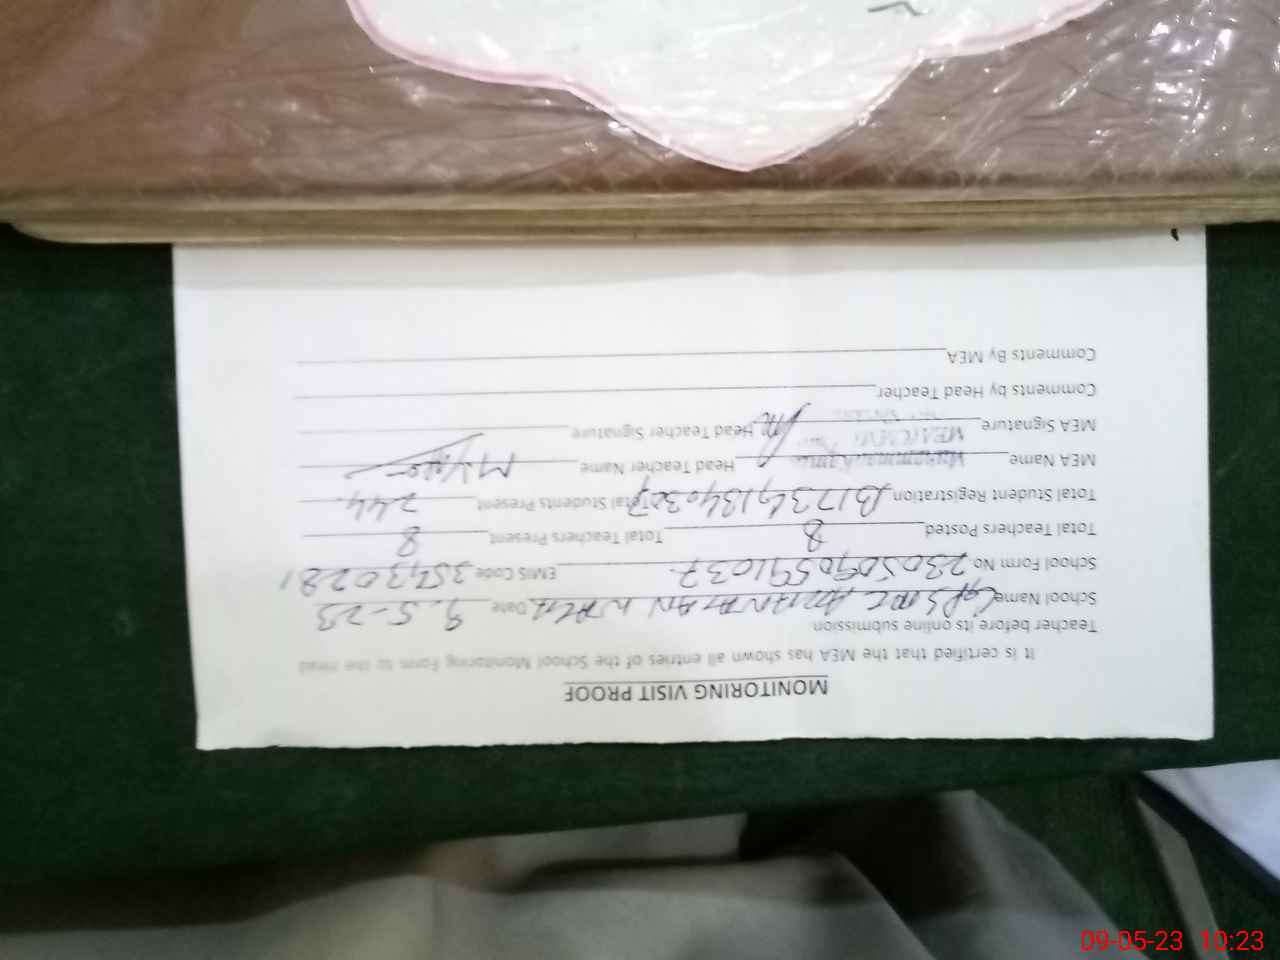 MONITORING VISIT PROOF
It is certified that the MEA has shown all entries of the School Monitoring Form to the Head
Teacher before its online submission
School Name GPS Date 9.5-23
School Form No 2305090591037 EMIS Code 35430281
Total Teachers Posted 8 Total Teachers Present 8
Total Student Registration Total Students Present 244
MEA Name Head Teacher Name
MEA Signature Head Teacher Signature
Comments by Head Teacher
Comments By MEA
09-05-23 10:23